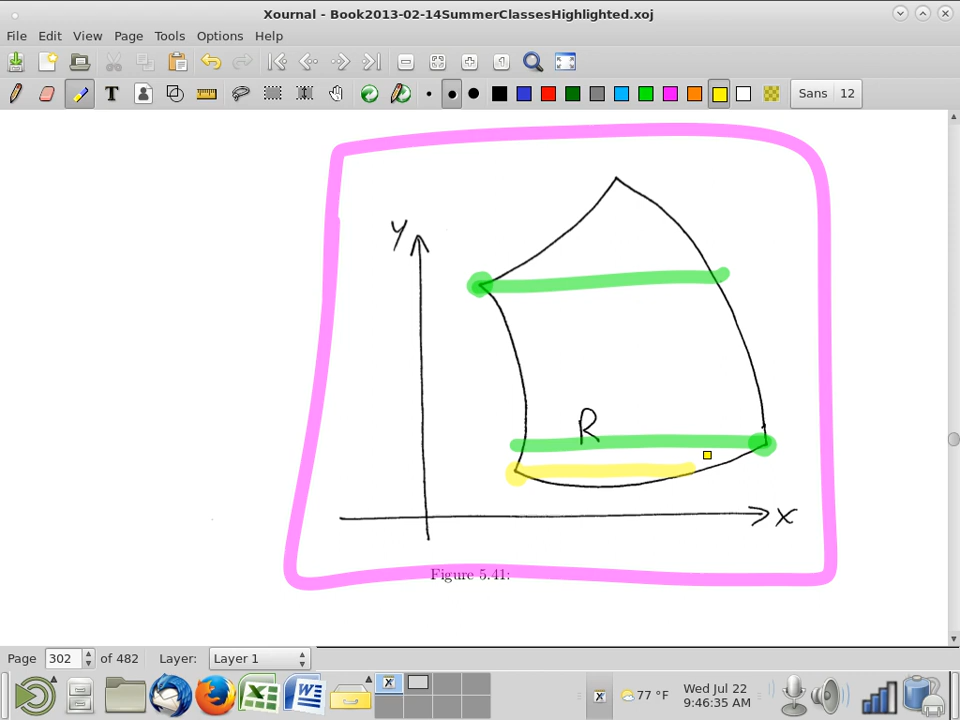 Xournal - Book2013-02-14SummerClassesHighlighted.xoj
File Edit View Page Tools Options Help
T Sans 12
y
R
x
Figure 5.41:
Page 302 of 482 Layer: Layer 1
77 °F Wed Jul 22
9:46:35 AM